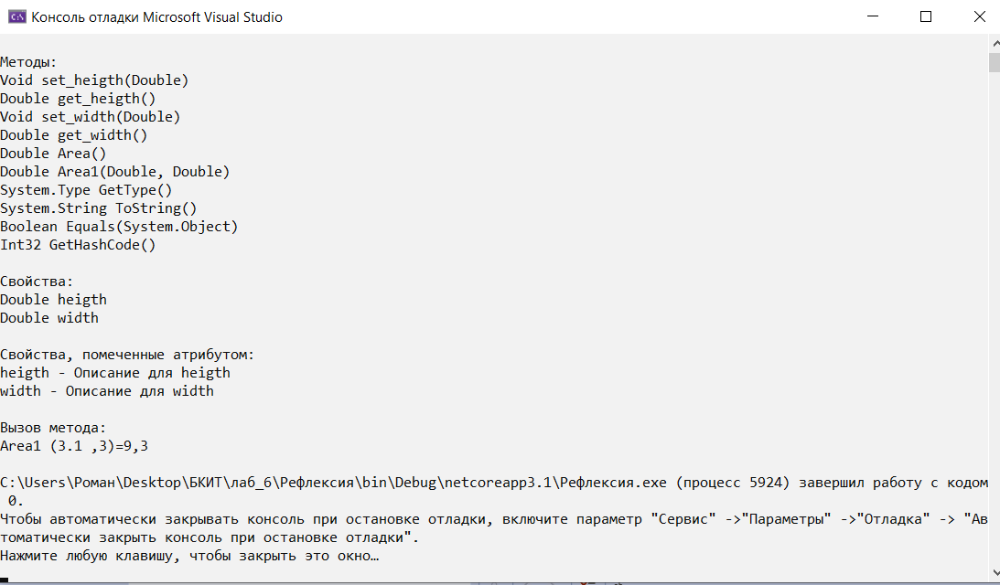 Консоль отладки Microsoft Visual Studio
Методы:
Void set_heigth(Double)
Double get_heigth()
Void set_width(Double)
Double get_width()
Double Area()
Double Area1(Double, Double)
System.Type GetType()
System.String ToString()
Boolean Equals(System.Object)
Int32 GetHashCode()
Свойства:
Double heigth
Double width
Свойства, помеченные атрибутом:
heigth - Описание для heigth
width - Описание для width
Вызов метода:
Area1 (3.1 ,3)=9,3
C:\Users\Роман\Desktop\БКИТ\лаб_6\Рефлексия\bin\Debug\netcoreapp3.1\Рефлексия.exe (процесс 5924) завершил работу с кодом
0.
Чтобы автоматически закрывать консоль при остановке отладки, включите параметр "Сервис" ->"Параметры" ->"Отладка" -> "Ав
томатически закрыть консоль при остановке отладки".
Нажмите любую клавишу, чтобы закрыть это окно…